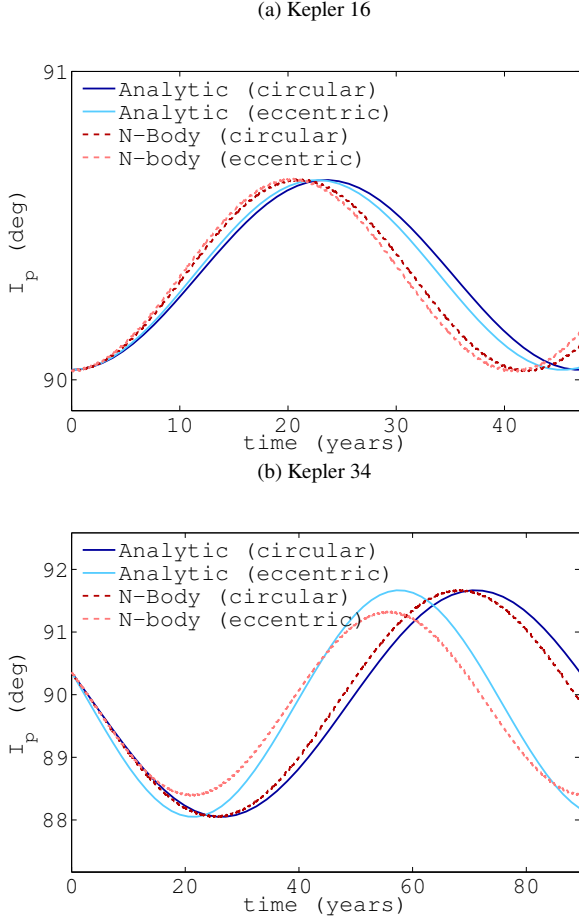 (a) Kepler 16
91
Analytic (circular)
Analytic (eccentric)
N-Body (circular)
N-body (eccentric)
I_p (deg)
90
0 10 20 30 40
time (years)
(b) Kepler 34
92
Analytic (circular)
Analytic (eccentric)
N-Body (circular)
N-body (eccentric)
91
I_p (deg)
90
89
88
0 20 40 60 80
time (years)